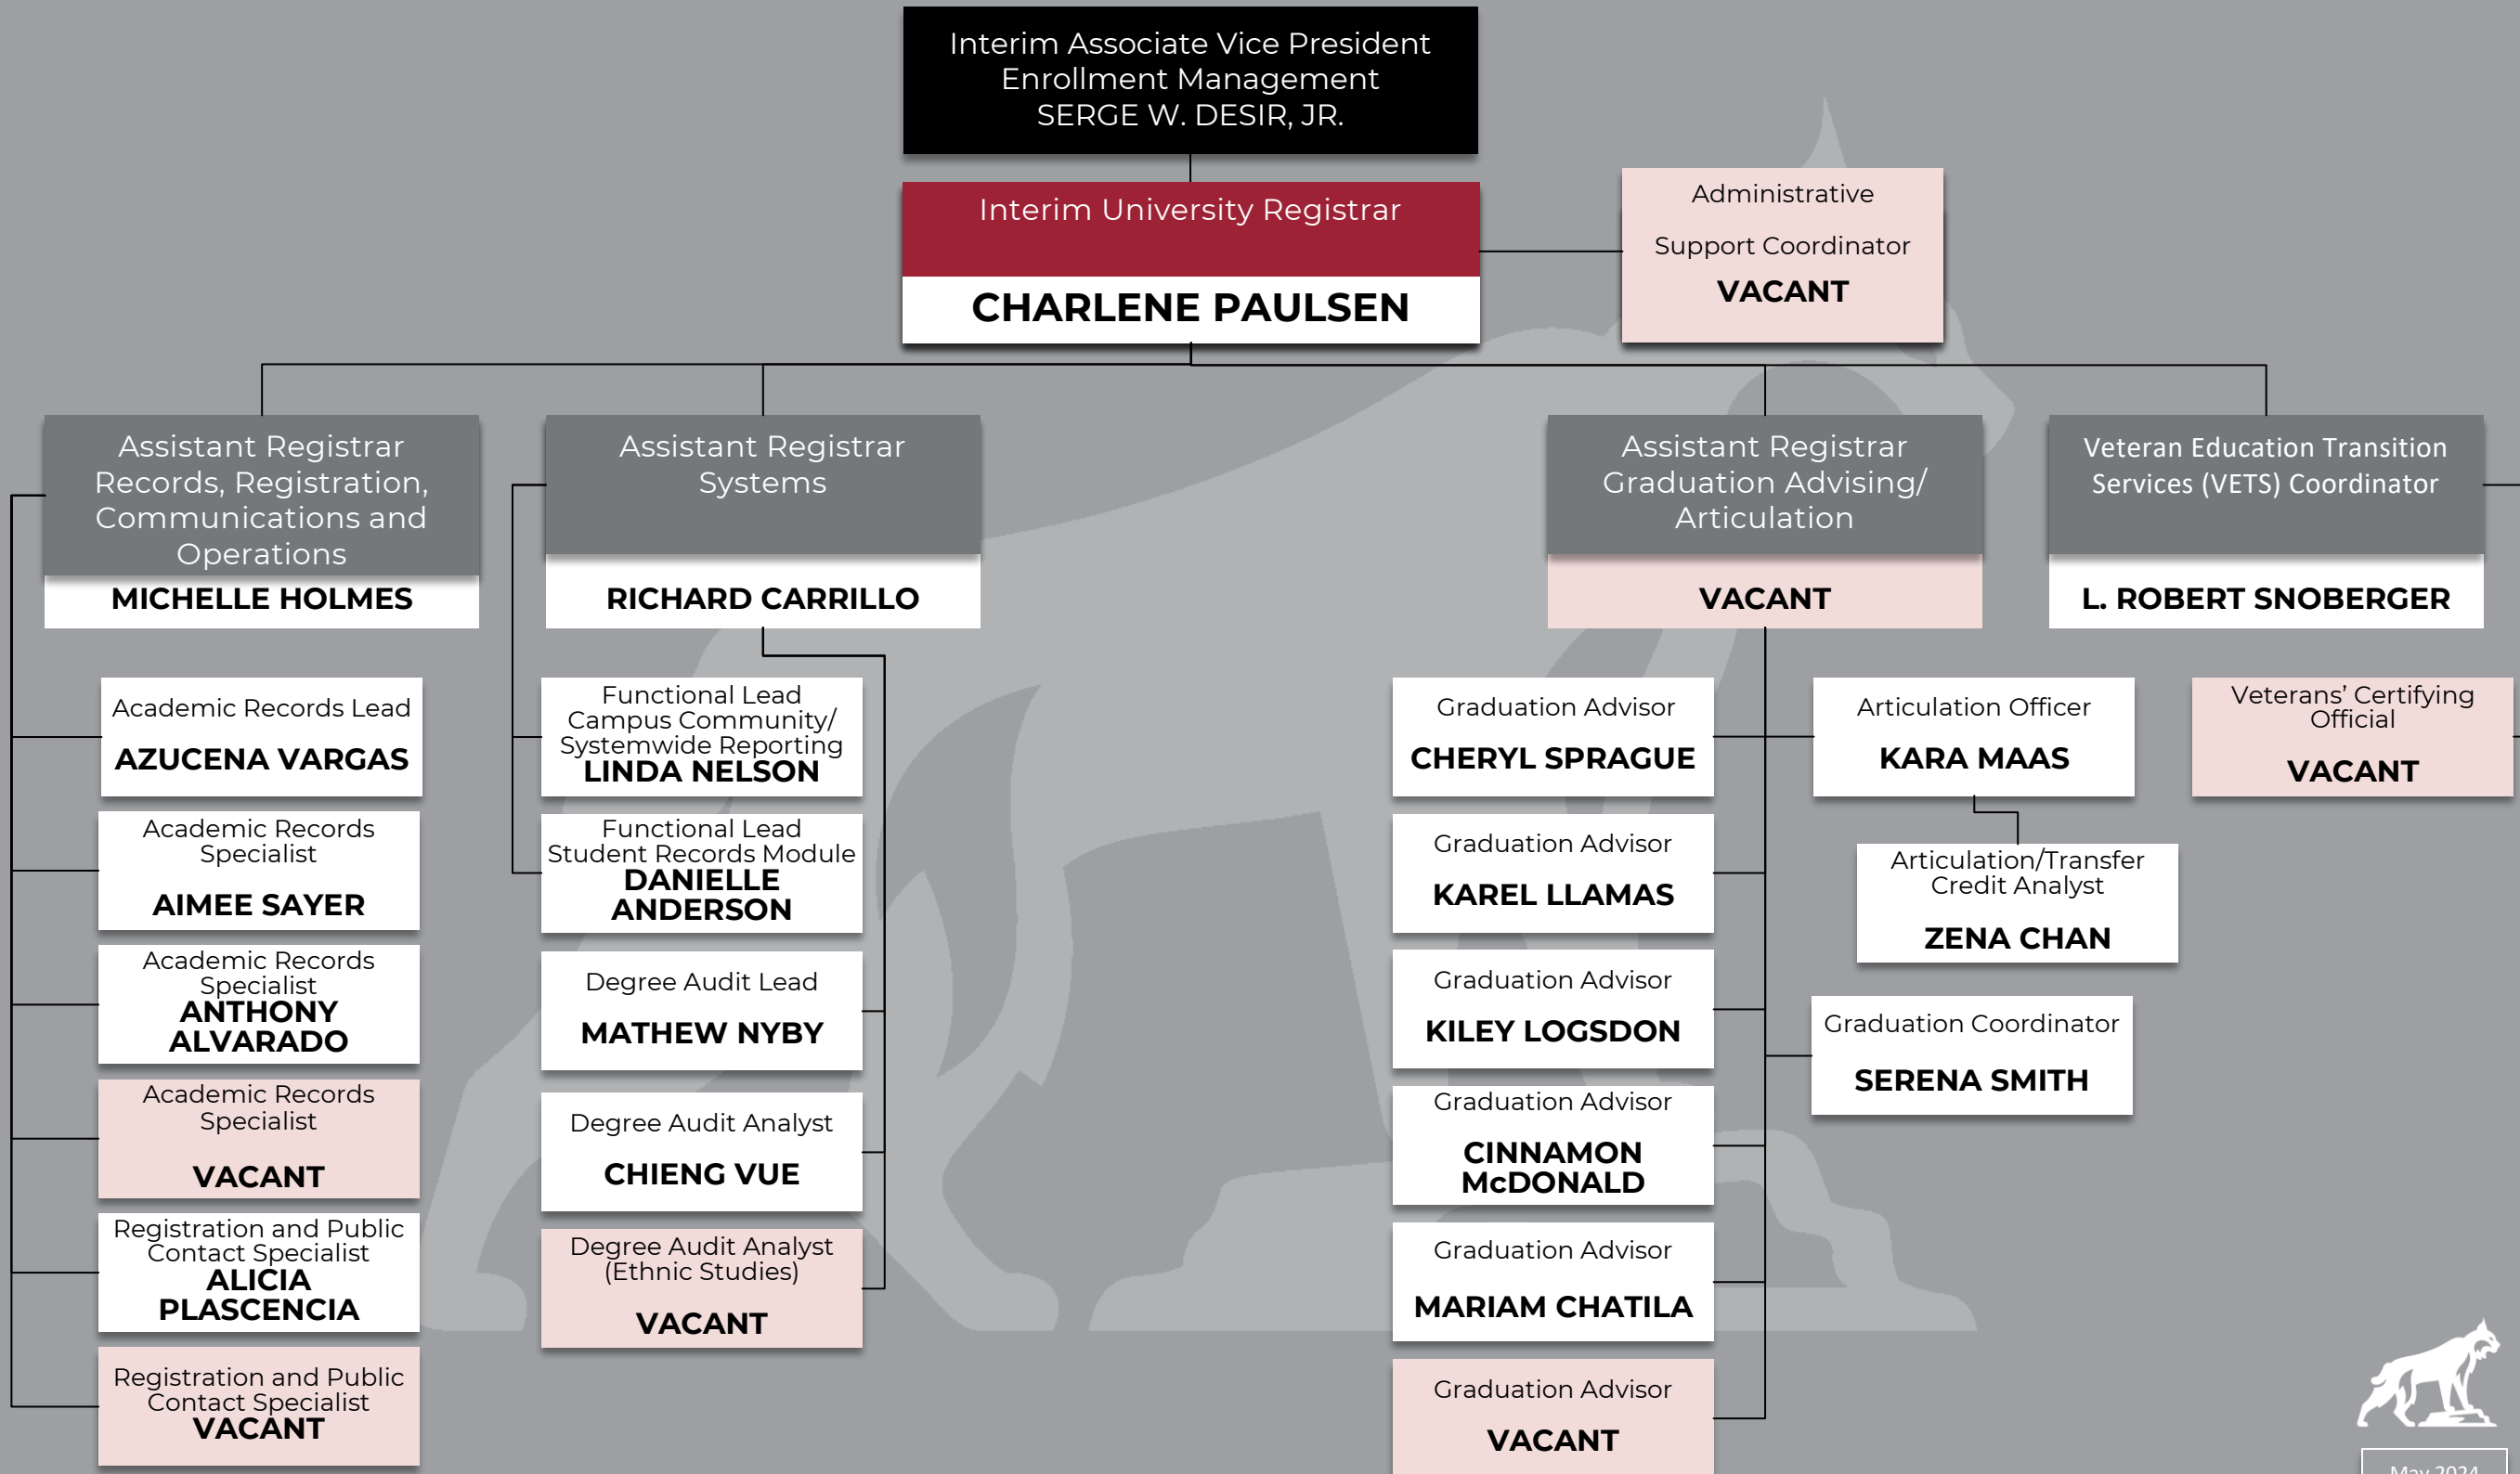 Interim Associate Vice President
Enrollment Management
SERGE W. DESIR, JR.
Interim University Registrar
CHARLENE PAULSEN
Administrative
Support Coordinator
VACANT
Assistant Registrar
Records, Registration,
Communications and
Operations
MICHELLE HOLMES
Assistant Registrar
Systems
RICHARD CARRILLO
Assistant Registrar
Graduation Advising/
Articulation
VACANT
Veteran Education Transition
Services (VETS) Coordinator
L. ROBERT SNOBERGER
Academic Records Lead
AZUCENA VARGAS
Academic Records
Specialist
AIMEE SAYER
Academic Records
Specialist
ANTHONY
ALVARADO
Academic Records
Specialist
VACANT
Registration and Public
Contact Specialist
ALICIA
PLASCENCIA
Registration and Public
Contact Specialist
VACANT
Functional Lead
Campus Community/
Systemwide Reporting
LINDA NELSON
Functional Lead
Student Records Module
DANIELLE
ANDERSON
Degree Audit Lead
MATHEW NYBY
Degree Audit Analyst
CHIENG VUE
Degree Audit Analyst
(Ethnic Studies)
VACANT
Graduation Advisor
CHERYL SPRAGUE
Graduation Advisor
KAREL LLAMAS
Graduation Advisor
KILEY LOGSDON
Graduation Advisor
CINNAMON
McDONALD
Graduation Advisor
MARIAM CHATILA
Graduation Advisor
VACANT
Articulation Officer
KARA MAAS
Articulation/Transfer
Credit Analyst
ZENA CHAN
Graduation Coordinator
SERENA SMITH
Veterans’ Certifying
Official
VACANT
May 2024